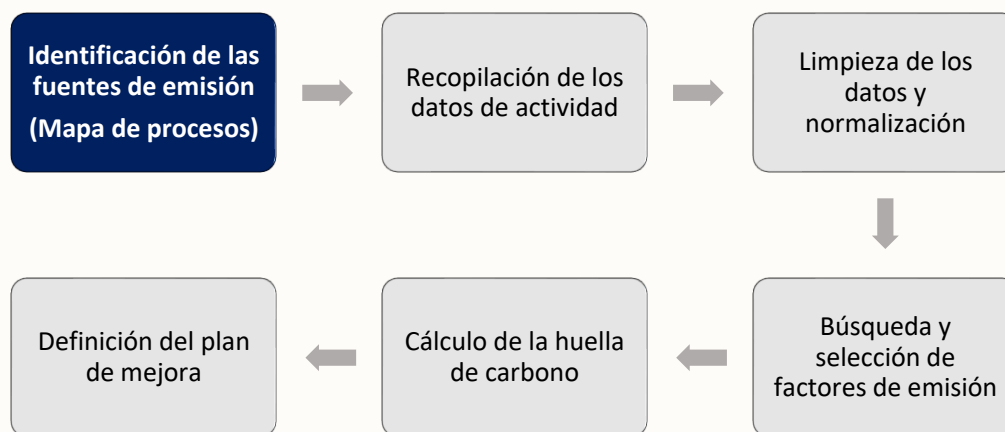 Identificación de las
fuentes de emisión
(Mapa de procesos)
Recopilación de los
datos de actividad
Limpieza de los
datos y
normalización
Búsqueda y
selección de
factores de emisión
Cálculo de la huella
de carbono
Definición del plan
de mejora